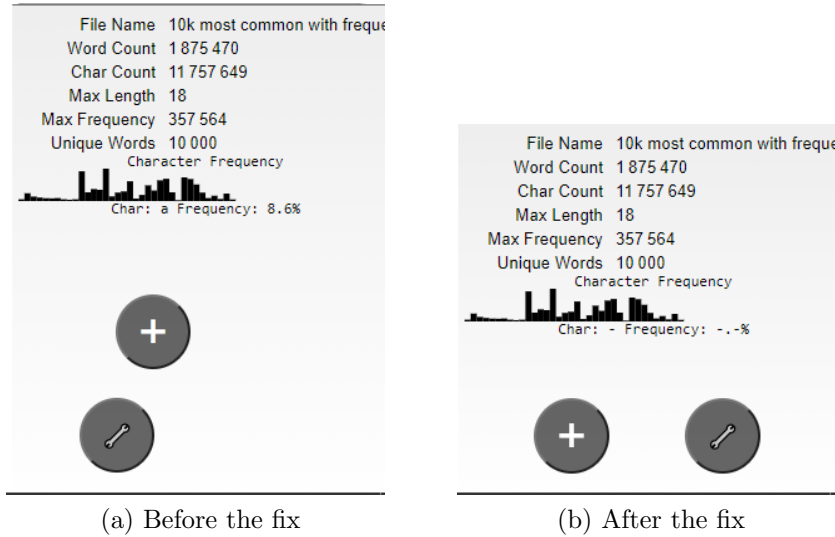 File Name 10k most common with freque
Word Count 1 875 470
Char Count 11 757 649
Max Length 18
Max Frequency 357 564
Unique Words 10 000
Character Frequency
Char: a Frequency: 8.6%
(a) Before the fix
File Name 10k most common with freque
Word Count 1 875 470
Char Count 11 757 649
Max Length 18
Max Frequency 357 564
Unique Words 10 000
Character Frequency
Char: - Frequency: -.-%
(b) After the fix